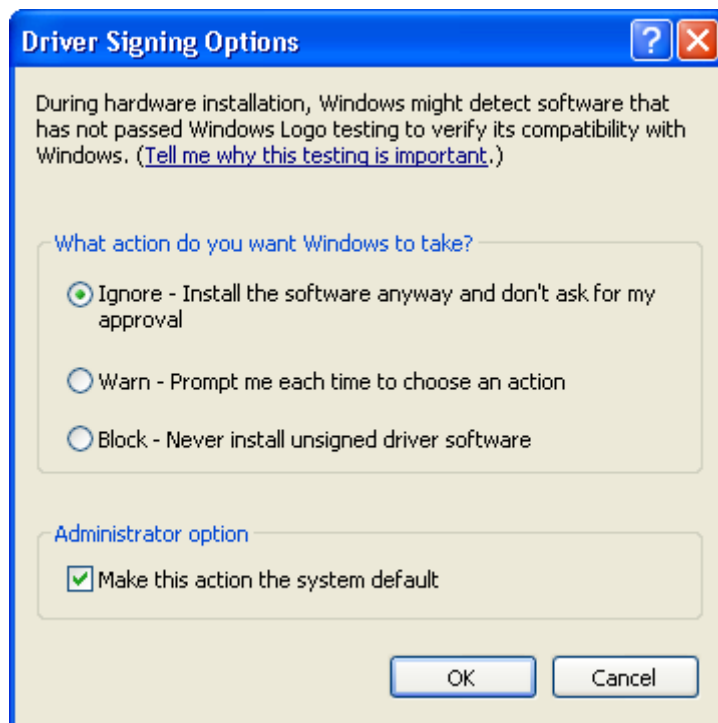 Driver Signing Options
During hardware installation, Windows might detect software that
has not passed Windows Logo testing to verify its compatibility with
Windows. (Tell me why this testing is important.)
What action do you want Windows to take?
Ignore - Install the software anyway and don't ask for my
approval
Warn - Prompt me each time to choose an action
Block - Never install unsigned driver software
Administrator option
Make this action the system default
OK Cancel